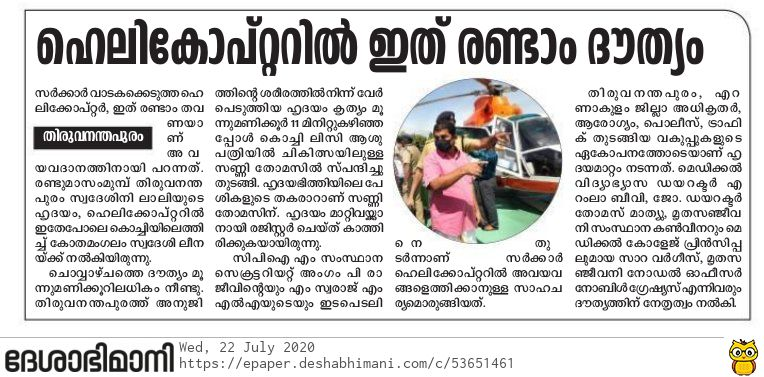 ഹെലികോപ്റ്ററിൽ ഇത് രണ്ടാം ദൗത്യം
തിരുവനന്തപുരം
സർക്കാർ വാടകക്കെടുത്ത ഹെ
ലിക്കോപ്റ്റർ, ഇത് രണ്ടാം തവ
ണയാ
ണ്
അവ
യവദാനത്തിനായി പറന്നത്.
രണ്ടുമാസംമുമ്പ് തിരുവനന്ത
പുരം സ്വദേശിനി ലാലിയുടെ
ഹൃദയം, ഹെലിക്കോപ്റ്ററിൽ
ഇതേപോലെ കൊച്ചിയിലെത്തി
ച്ച് കോതമംഗലം സ്വദേശി ലീന
യ്ക്ക് നൽകിയിരുന്നു.
ചൊവ്വാഴ്ചത്തെ ദൗത്യം മൂ
ന്നുമണിക്കൂറിലധികം നീണ്ടു.
തിരുവനന്തപുരത്ത് അനുജി
ത്തിന്റെ ശരീരത്തിൽനിന്ന് വേർ
പെടുത്തിയ ഹൃദയം കൃത്യം മൂ
ന്നുമണിക്കൂർ 11 മിനിറ്റുകഴിഞ്ഞ
പ്പോൾ കൊച്ചി ലിസി ആശു
പത്രിയിൽ ചികിത്സയിലുള്ള
സണ്ണി തോമസിൽ സ്പന്ദിച്ചു
തുടങ്ങി. ഹൃദയഭിത്തിയിലെ പേ
ശികളുടെ തകരാറാണ് സണ്ണി
തോമസിന്. ഹൃദയം മാറ്റിവയ്ക്കാ
നായി രജിസ്റ്റർ ചെയ്ത് കാത്തി
രിക്കുകയായിരുന്നു.
സിപിഐ എം സംസ്ഥാന
സെക്രട്ടറിയറ്റ് അംഗം പി രാ
ജീവിന്റെയും എം സ്വരാജ് എം
എൽഎയുടെയും ഇടപെടലി
നെ തു
ടർന്നാണ് സർക്കാർ
ഹെലിക്കോപ്റ്ററിൽ അവയവ
ങ്ങളെത്തിക്കാനുള്ള സാഹച
ര്യമൊരുങ്ങിയത്.
തിരുവനന്തപുരം, എറ
ണാകുളം ജില്ലാ അധികൃതർ,
ആരോഗ്യം, പൊലീസ്, ട്രാഫി
ക് തുടങ്ങിയ വകുപ്പുകളുടെ
ഏകോപനത്തോടെയാണ് ഹൃ
ദയമാറ്റം നടന്നത്. മെഡിക്കൽ
വിദ്യാഭ്യാസ ഡയറക്ടർ എ
റംലാ ബീവി, ജോ. ഡയറക്ടർ
തോമസ് മാത്യു, മൃതസഞ്ജീവ
നി സംസ്ഥാന കൺവീനറും മെ
ഡിക്കൽ കോളേജ് പ്രിൻസിപ്പ
ലുമായ സാറ വർഗീസ്, മൃതസ
ഞ്ജീവനി നോഡൽ ഓഫീസർ
നോബിൾ ഗ്രേഷ്യസ് എന്നിവരും
ദൗത്യത്തിന് നേതൃത്വം നൽകി.
ദേശാഭിമാനി
Wed, 22 July 2020
https://epaper.deshabhimani.com/c/53651461